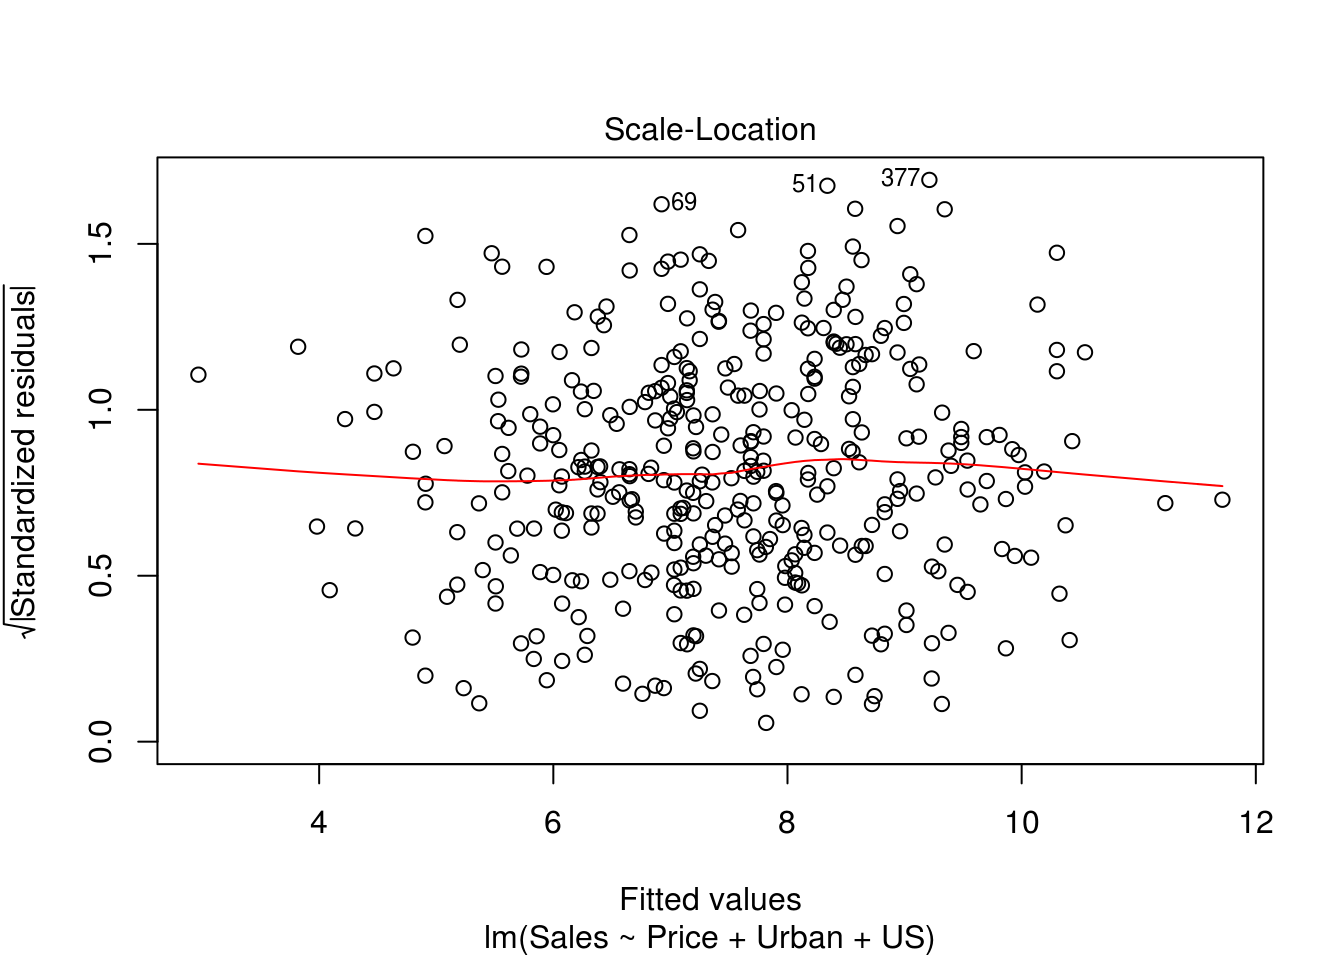 Scale-Location
51
377
69
√|Standardized residuals|
1.5
1.0
0.5
0.0
4 6 8 10 12
Fitted values
lm(Sales ~ Price + Urban + US)